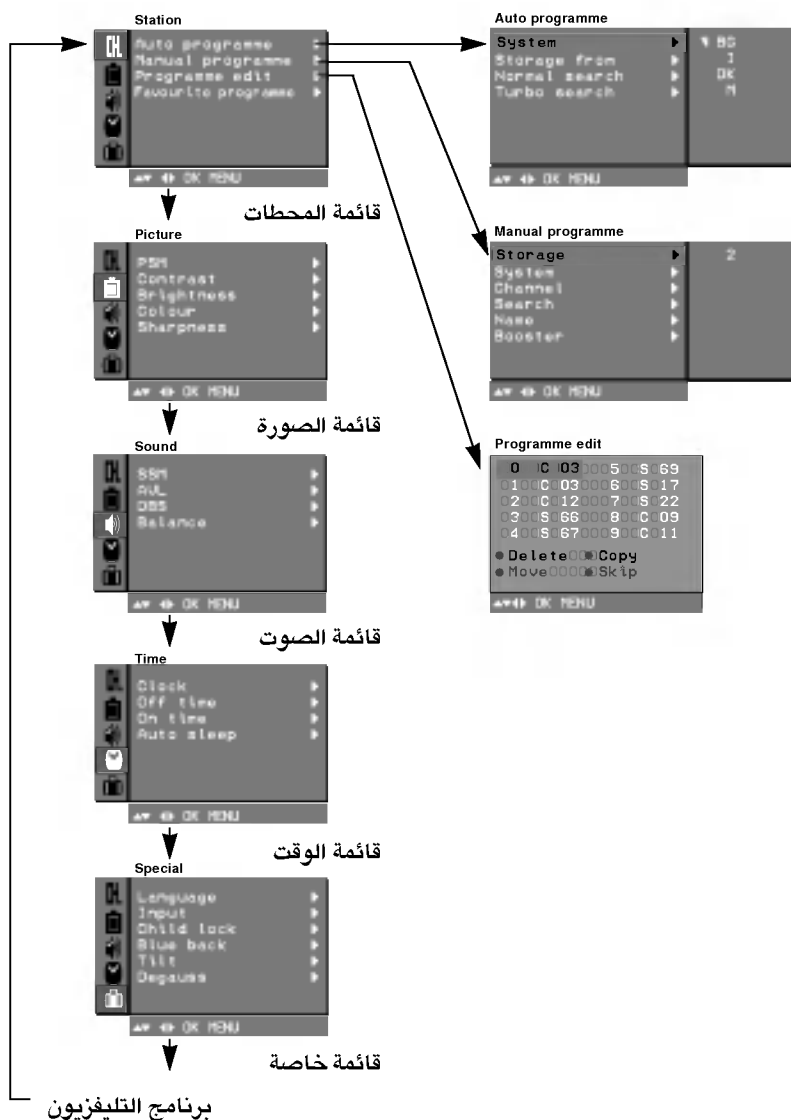 Station
CH.
Auto programme
Manual programme
Programme edit
Favourite programme
OK MENU
قائمة المحطات
Picture
PSM
Contrast
Brightness
Colour
Sharpness
OK MENU
قائمة الصورة
Sound
SSM
AVL
DBS
Balance
OK MENU
قائمة الصوت
Time
Clock
Off time
On time
Auto sleep
OK MENU
قائمة الوقت
Special
Language
Input
Child lock
Blue back
Tilt
Degauss
OK MENU
قائمة خاصة
برنامج التليفزيون
Auto programme
System
Storage from
Normal search
Turbo search
BG
I
DK
M
OK MENU
Manual programme
Storage 2
System
Channel
Search
Name
Booster
OK MENU
Programme edit
0 C 03 5 S 69
1 C 03 6 S 17
2 C 12 7 S 22
3 S 66 8 C 09
4 S 67 9 C 11
Delete Copy
Move Skip
OK MENU